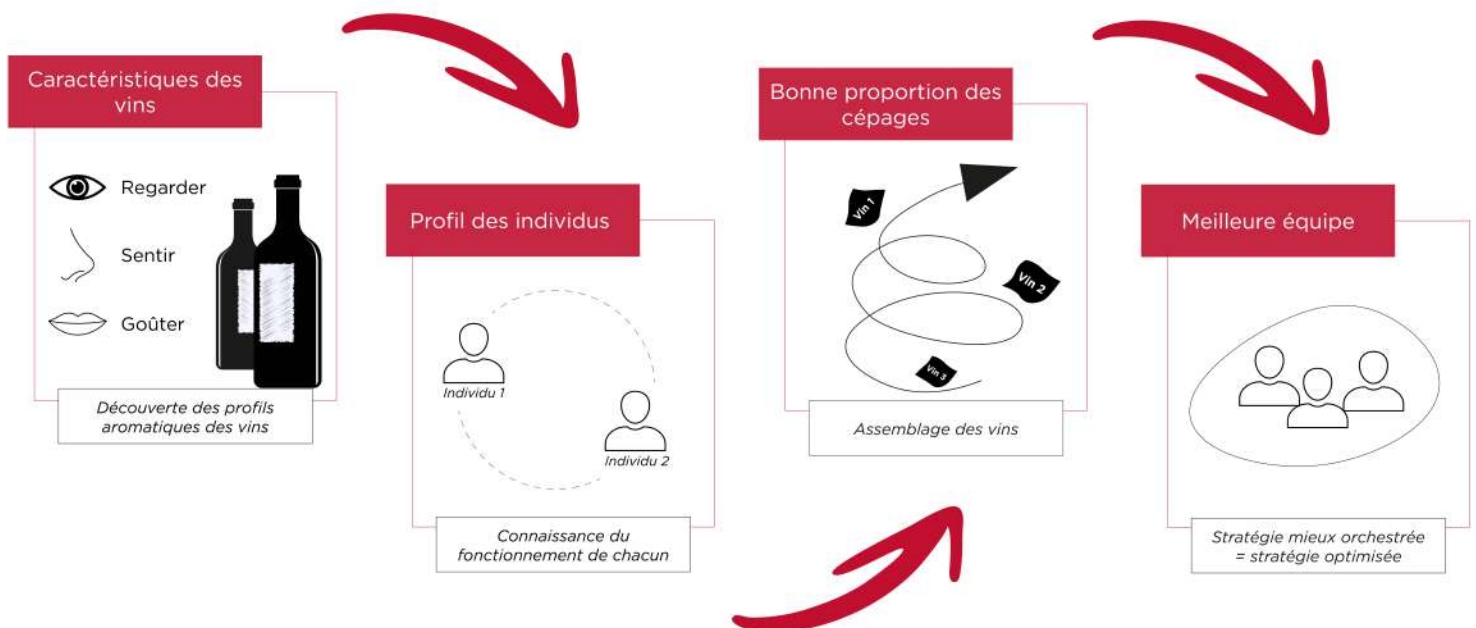 Caractéristiques des
vins
Regarder
Sentir
Goûter
Découverte des profils
aromatiques des vins
Profil des individus
Individu 1
Individu 2
Connaissance du
fonctionnement de chacun
Bonne proportion des
cépages
Vin 1
Vin 2
Vin 3
Assemblage des vins
Meilleure équipe
Stratégie mieux orchestrée
= stratégie optimisée